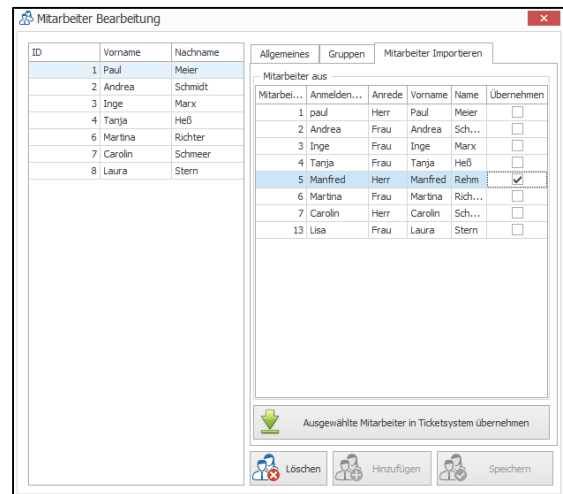 Mitarbeiter Bearbeitung
ID Vorname Nachname
1 Paul Meier
2 Andrea Schmidt
3 Inge Marx
4 Tanja Heß
6 Martina Richter
7 Carolin Schmeer
8 Laura Stern
Allgemeines Gruppen Mitarbeiter Importieren
Mitarbeiter aus
Mitarbei... Anmelden... Anrede Vorname Name Übernehmen
1 paul Herr Paul Meier
2 Andrea Frau Andrea Sch...
3 Inge Frau Inge Marx
4 Tanja Frau Tanja Heß
5 Manfred Herr Manfred Rehm
6 Martina Frau Martina Rich...
7 Carolin Herr Carolin Sch...
13 Lisa Frau Laura Stern
Ausgewählte Mitarbeiter in Ticketsystem übernehmen
Löschen Hinzufügen Speichern